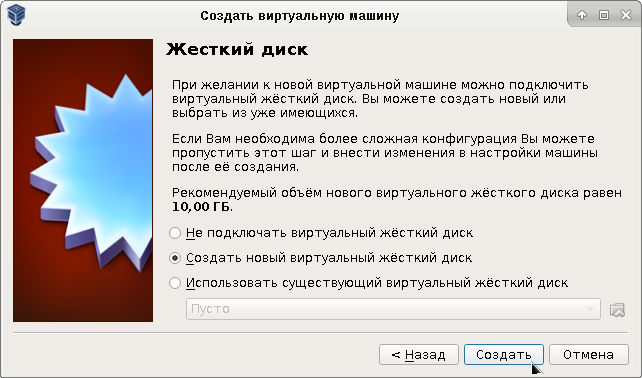 Создать виртуальную машину
Жесткий диск
При желании к новой виртуальной машине можно подключить
виртуальный жёсткий диск. Вы можете создать новый или
выбрать из уже имеющихся.
Если Вам необходима более сложная конфигурация Вы можете
пропустить этот шаг и внести изменения в настройки машины
после её создания.
Рекомендуемый объём нового виртуального жёсткого диска равен
10,00 ГБ.
Не подключать виртуальный жёсткий диск
Создать новый виртуальный жёсткий диск
Использовать существующий виртуальный жёсткий диск
Пусто
< Назад
Создать
Отмена